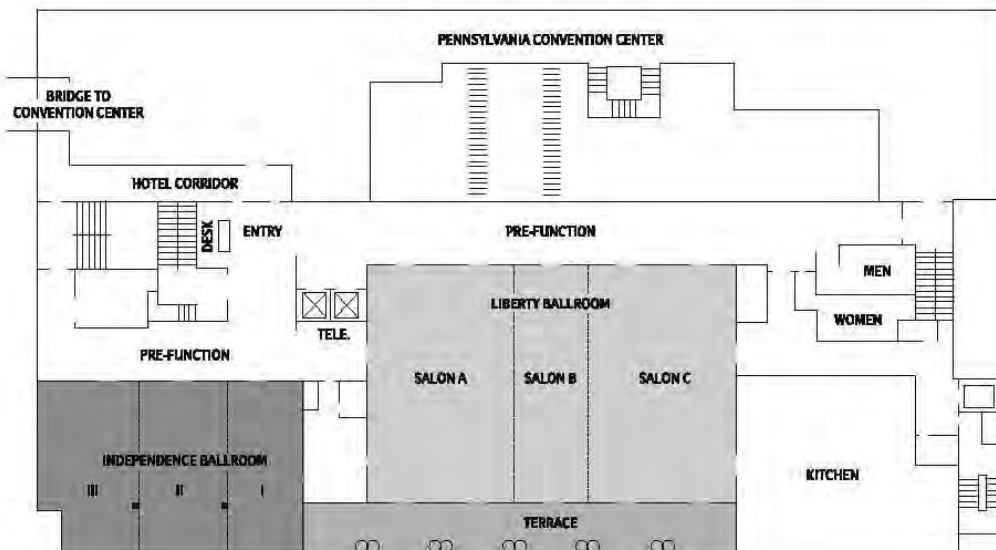 PENNSYLVANIA CONVENTION CENTER
BRIDGE TO
CONVENTION CENTER
HOTEL CORRIDOR
DESK
ENTRY
PRE-FUNCTION
MEN
LIBERTY BALLROOM
WOMEN
TELE.
PRE-FUNCTION
SALON A
SALON B
SALON C
INDEPENDENCE BALLROOM
III
II
I
KITCHEN
TERRACE